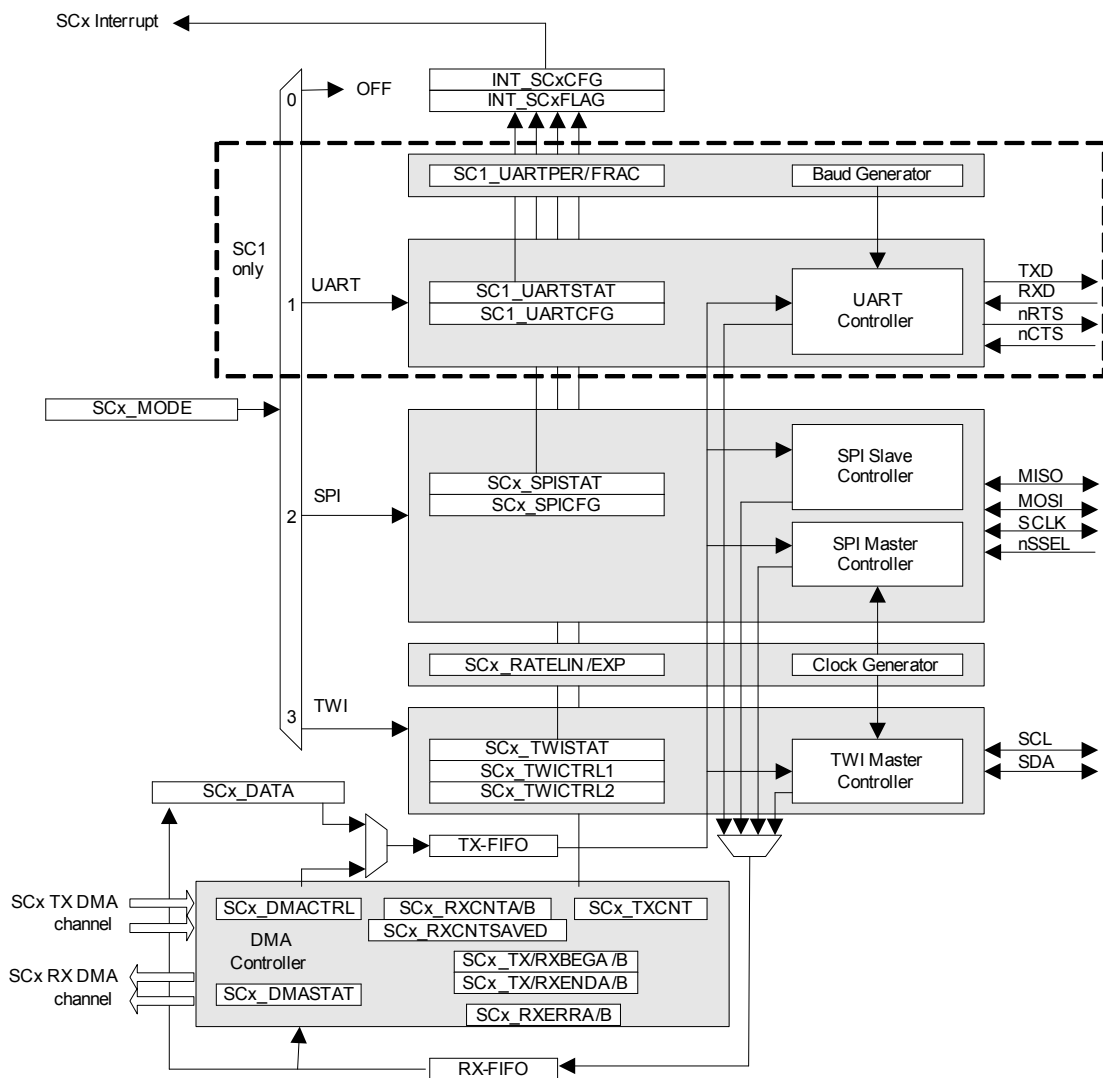 SCx Interrupt
INT_SCxCFG
INT_SCxFLAG
0
OFF
SC1_UARTPER/FRAC
Baud Generator
SC1
only
UART
1
SC1_UARTSTAT
SC1_UARTCFG
UART
Controller
TXD
RXD
nRTS
nCTS
SCx_MODE
SPI
2
SCx_SPISTAT
SCx_SPICFG
SPI Slave
Controller
SPI Master
Controller
MISO
MOSI
SCLK
nSSEL
SCx_RATELIN/EXP
Clock Generator
TWI
3
SCx_TWISTAT
SCx_TWICTRL1
SCx_TWICTRL2
TWI Master
Controller
SCL
SDA
SCx_DATA
TX-FIFO
SCx TX DMA
channel
SCx_DMACTRL
SCx_RXCNTA/B
SCx_TXCNT
SCx_RXCNTSAVED
DMA
Controller
SCx_TX/RXBEGA/B
SCx_TX/RXENDA/B
SCx RX DMA
channel
SCx_DMASTAT
SCx_RXERRA/B
RX-FIFO